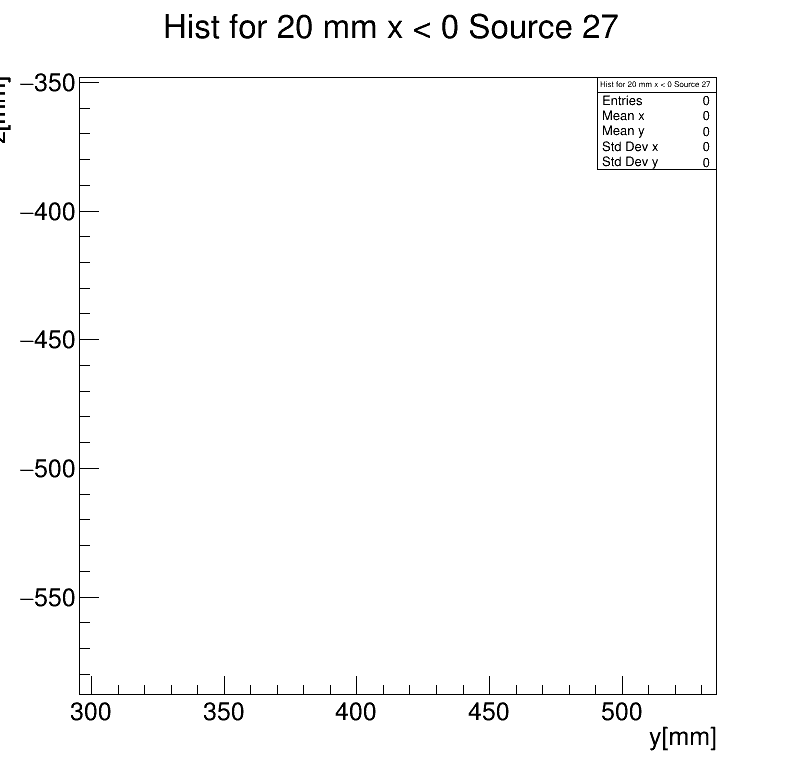 Hist for 20 mm x < 0 Source 27
z[mm]
−350
−400
−450
−500
−550
Hist for 20 mm x < 0 Source 27
Entries 0
Mean x 0
Mean y 0
Std Dev x 0
Std Dev y 0
300 350 400 450 500
y[mm]